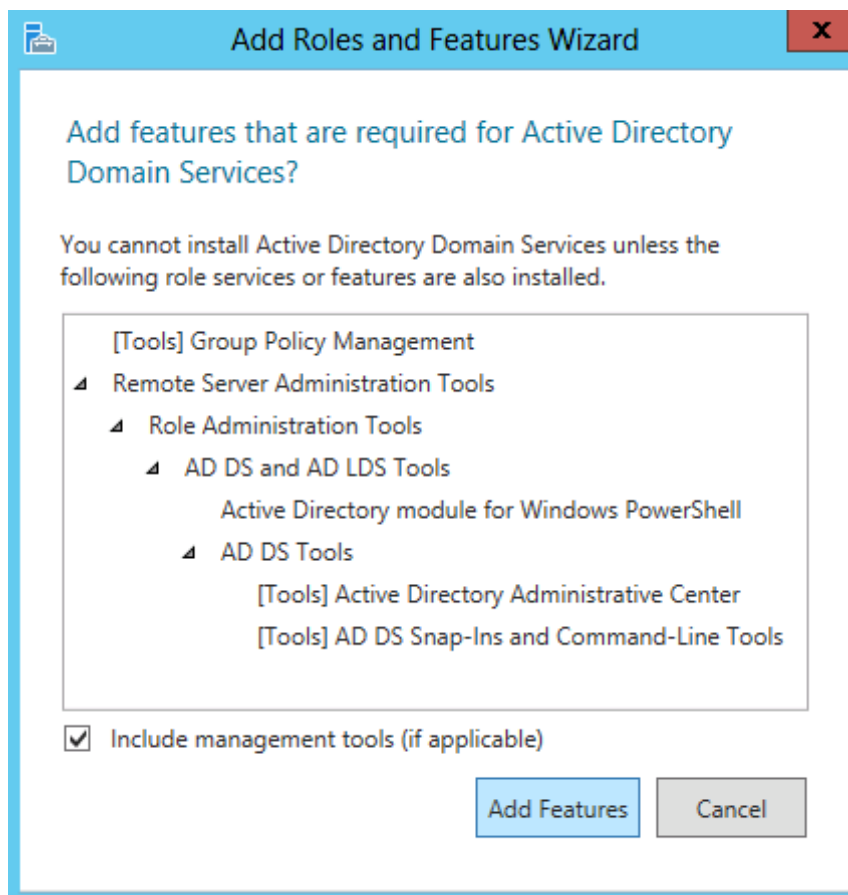 Add Roles and Features Wizard
x
Add features that are required for Active Directory
Domain Services?
You cannot install Active Directory Domain Services unless the
following role services or features are also installed.
[Tools] Group Policy Management
Remote Server Administration Tools
Role Administration Tools
AD DS and AD LDS Tools
Active Directory module for Windows PowerShell
AD DS Tools
[Tools] Active Directory Administrative Center
[Tools] AD DS Snap-Ins and Command-Line Tools
Include management tools (if applicable)
Add Features
Cancel